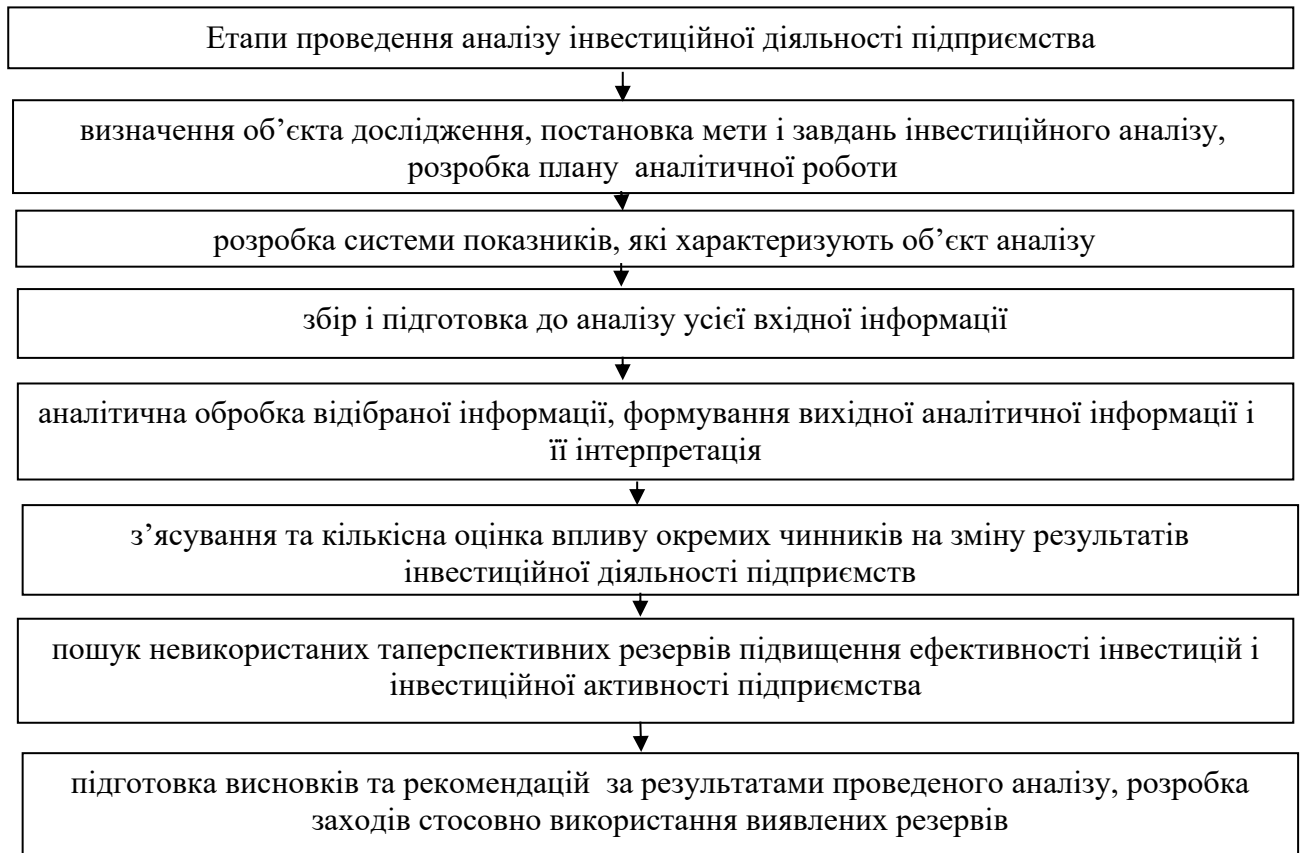 Етапи проведення аналізу інвестиційної діяльності підприємства
визначення об’єкта дослідження, постановка мети і завдань інвестиційного аналізу,
розробка плану аналітичної роботи
розробка системи показників, які характеризують об’єкт аналізу
збір і підготовка до аналізу усієї вхідної інформації
аналітична обробка відібраної інформації, формування вихідної аналітичної інформації і
її інтерпретація
з’ясування та кількісна оцінка впливу окремих чинників на зміну результатів
інвестиційної діяльності підприємств
пошук невикористаних таперспективних резервів підвищення ефективності інвестицій і
інвестиційної активності підприємства
підготовка висновків та рекомендацій за результатами проведеного аналізу, розробка
заходів стосовно використання виявлених резервів